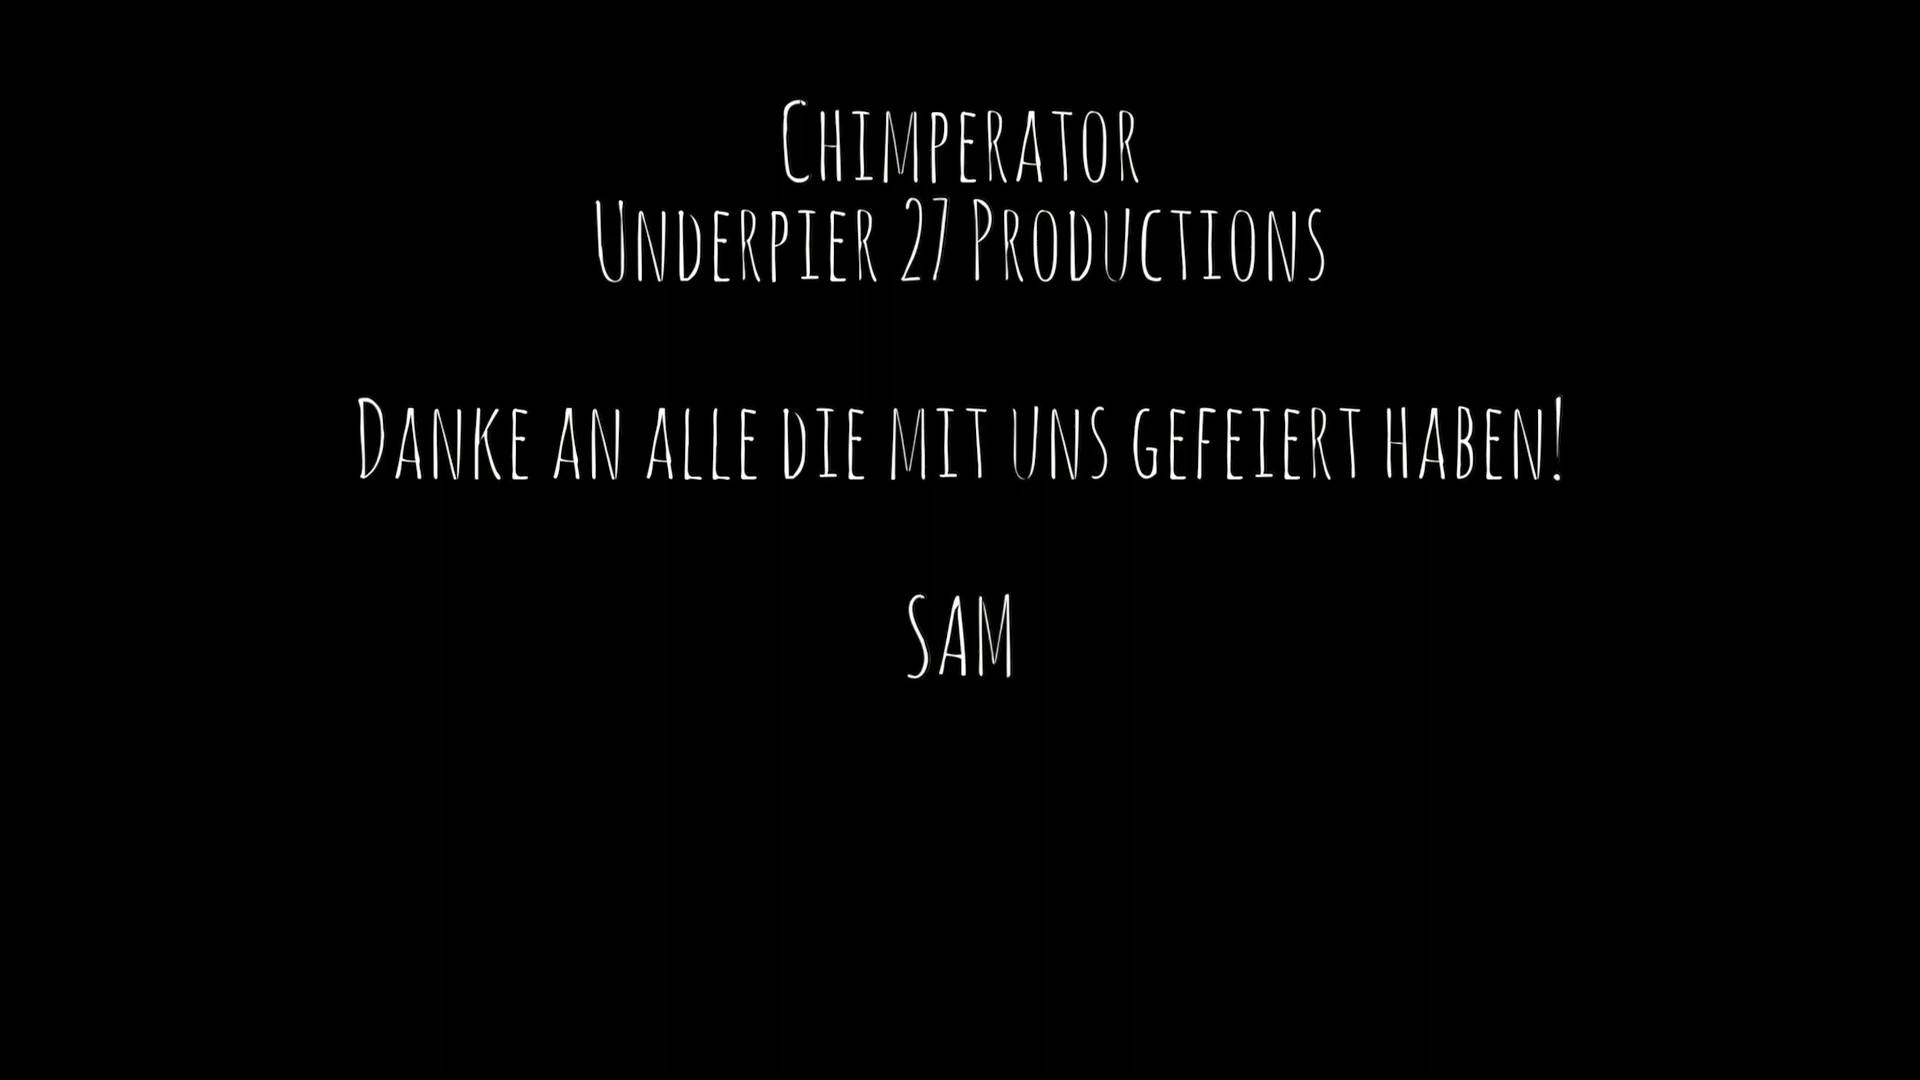 Chimperator
Underpier 27 Productions
Danke an alle die mit uns gefeiert haben!
SAM